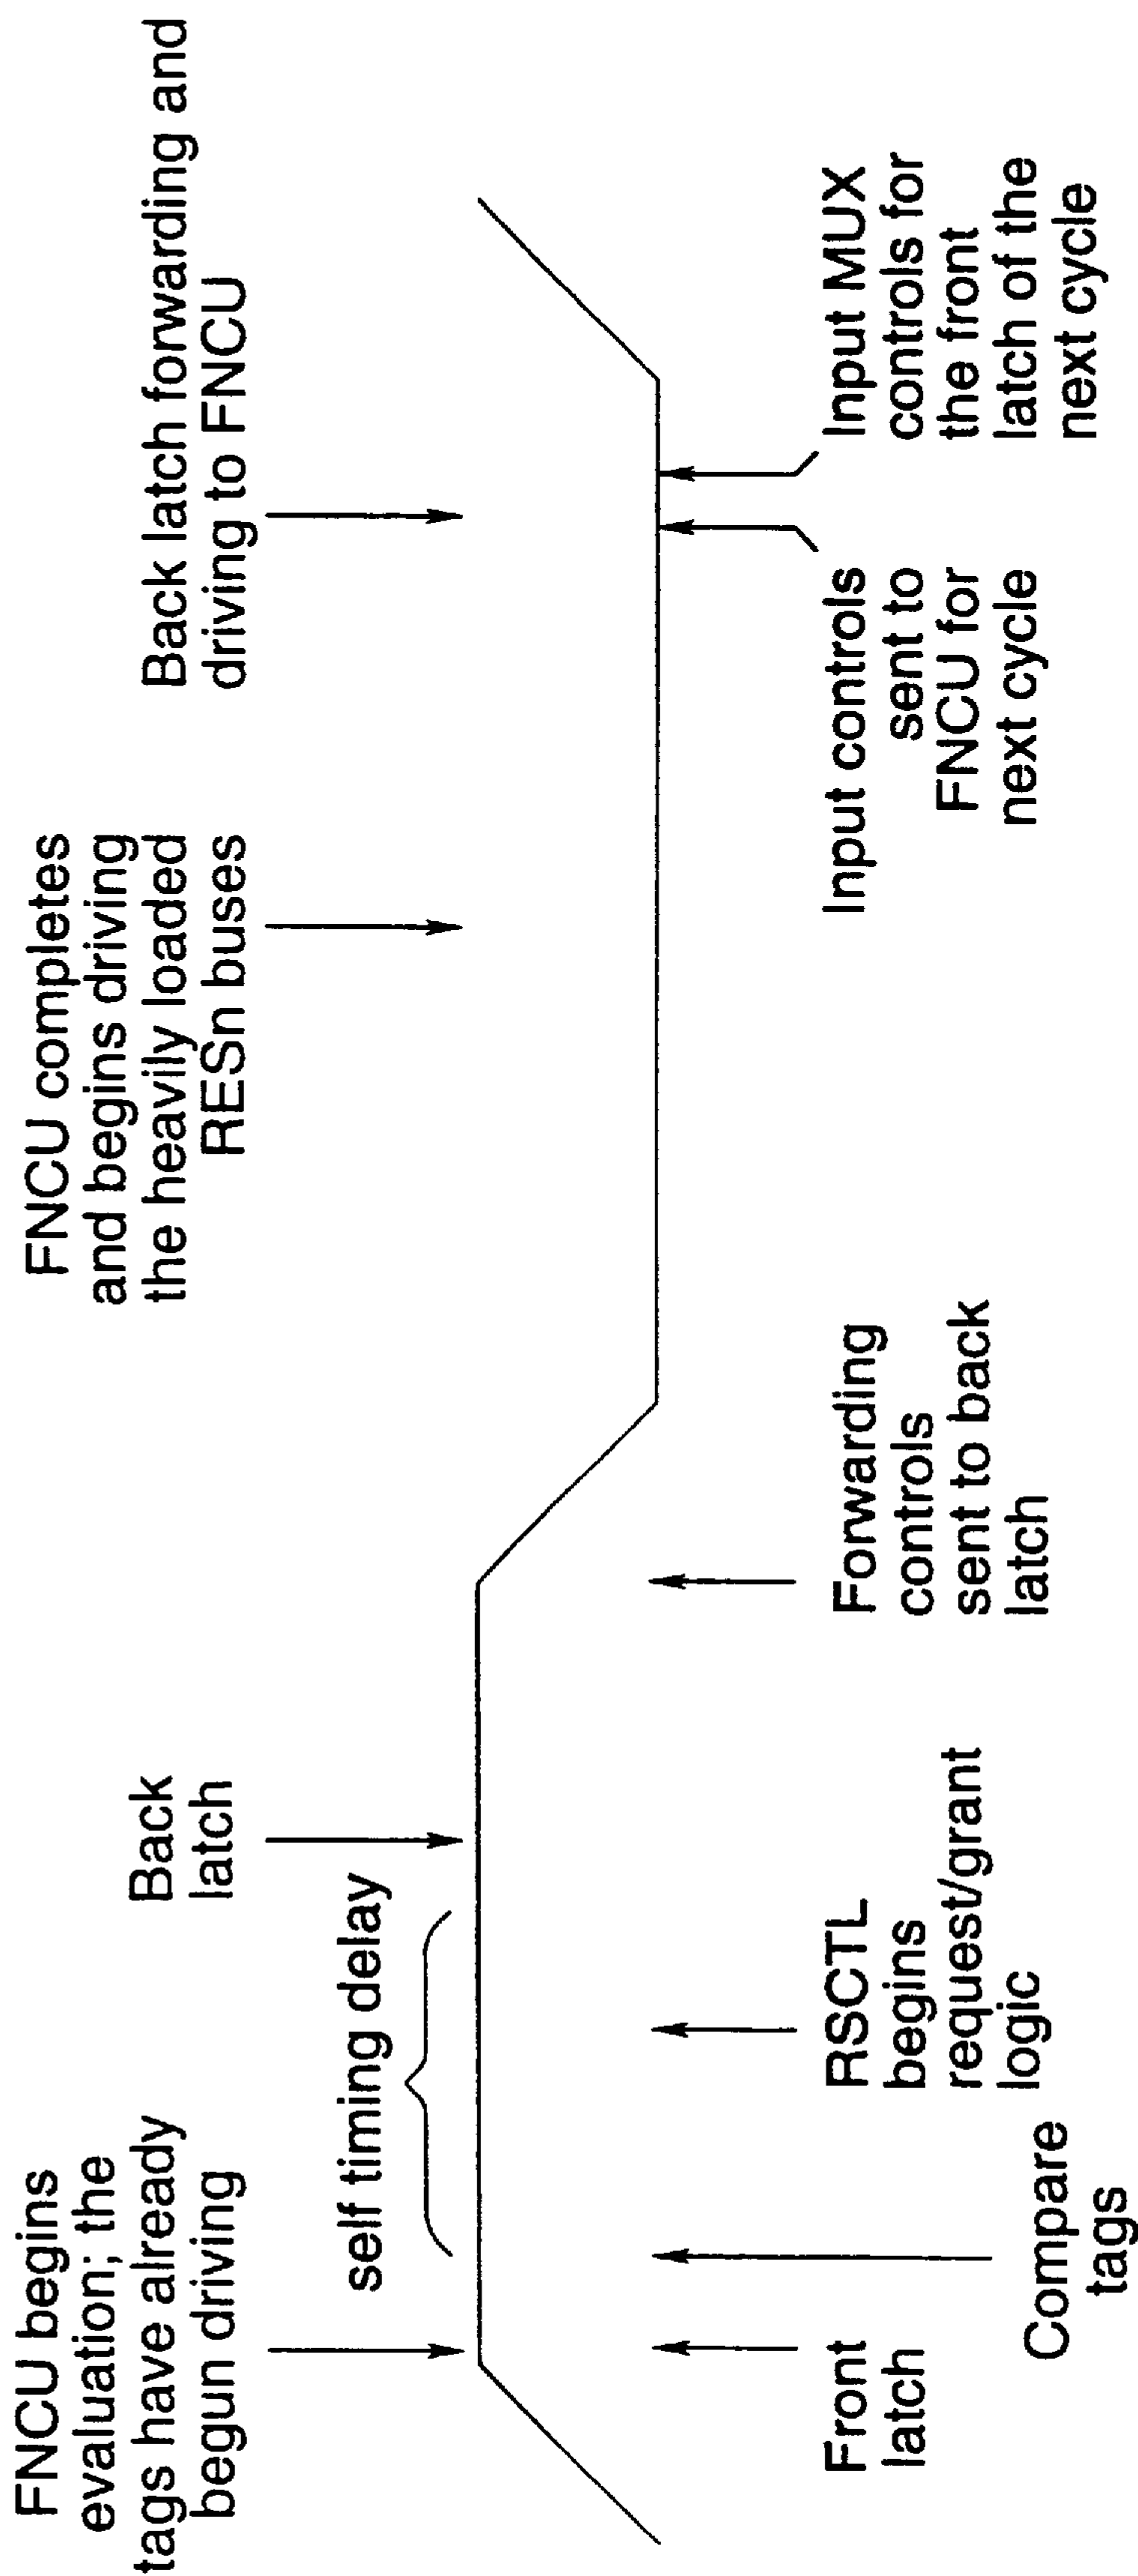 FNCU begins
evaluation; the
tags have already
begun driving
self timing delay
Back
latch
FNCU completes
and begins driving
the heavily loaded
RESn buses
Back latch forwarding and
driving to FNCU
Front
latch
Compare
tags
RSCTL
begins
request/grant
logic
Forwarding
controls
sent to back
latch
Input controls
sent to
FNCU for
next cycle
Input MUX
controls for
the front
latch of the
next cycle